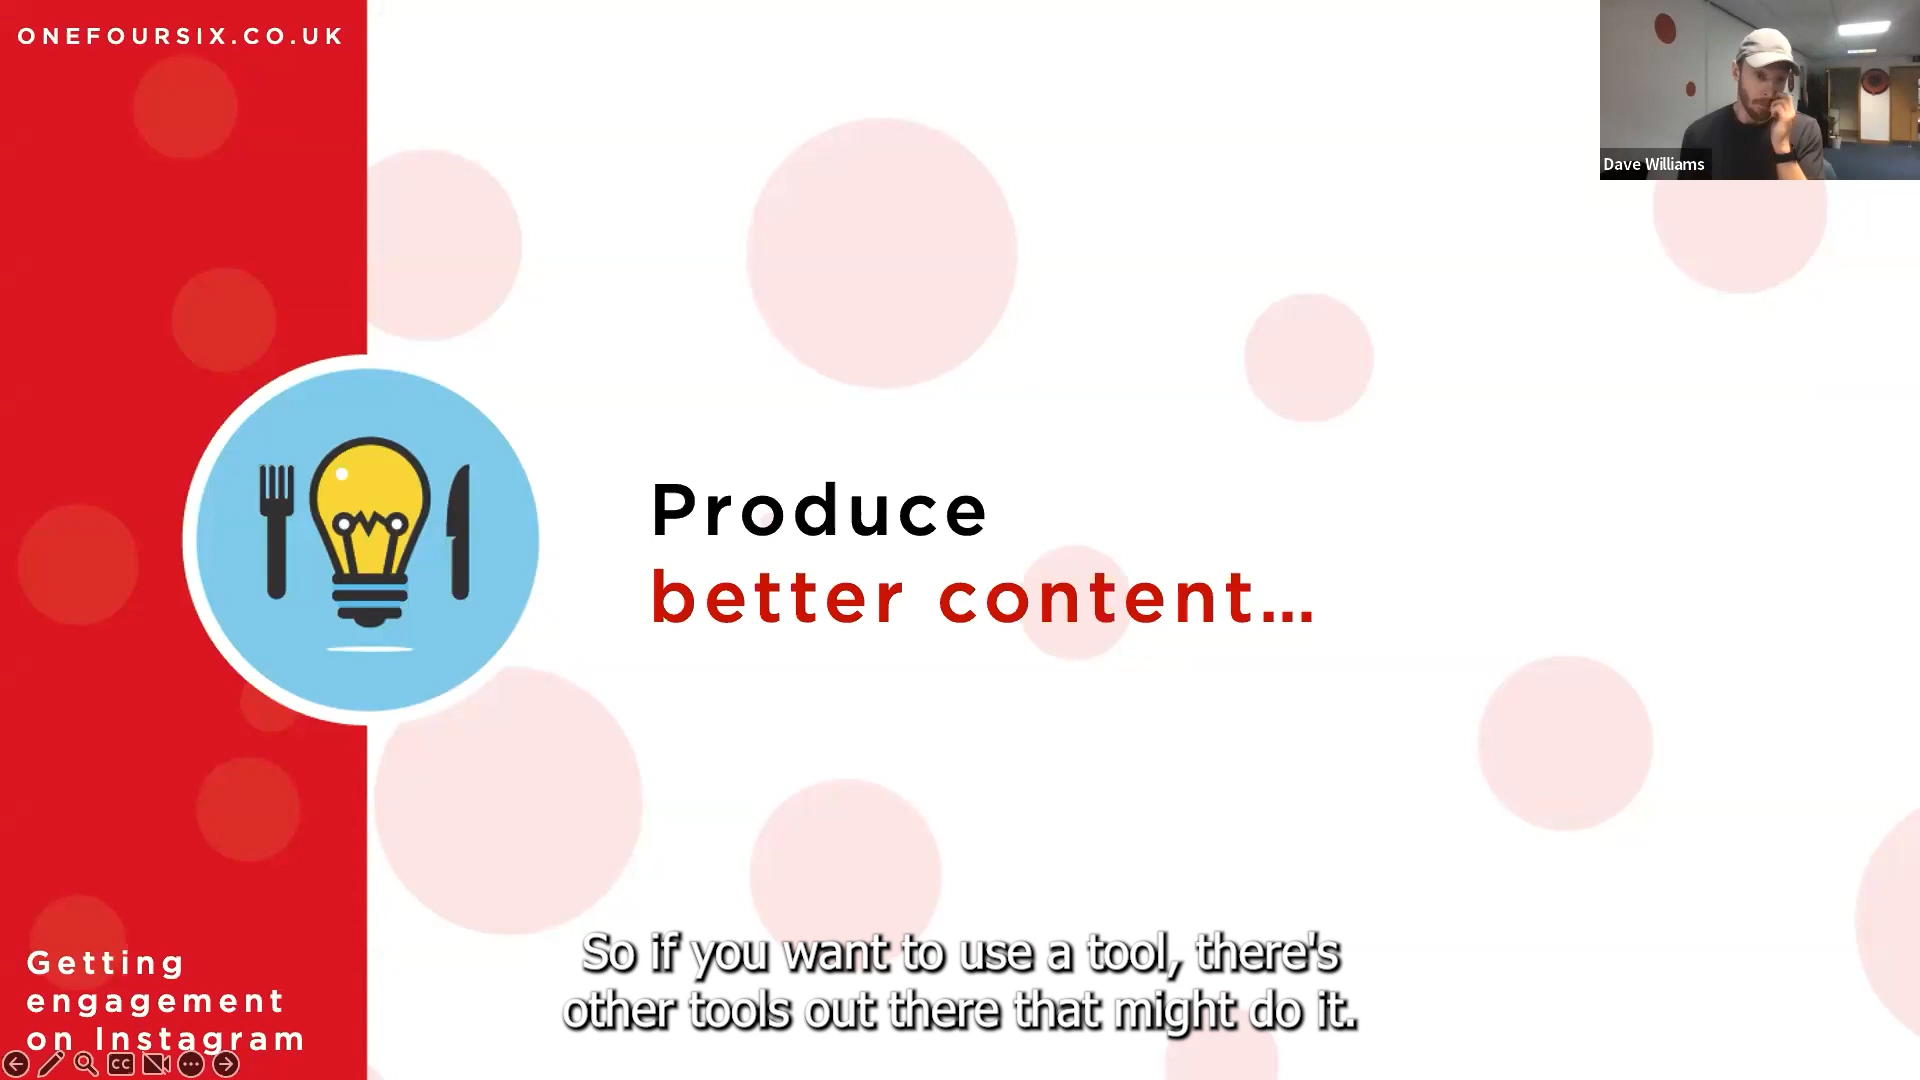 ONEFOURSIX.CO.UK
Dave Williams
Produce
better content...
So if you want to use a tool, there's
other tools out there that might do it.
Getting
engagement
on Instagram
CC